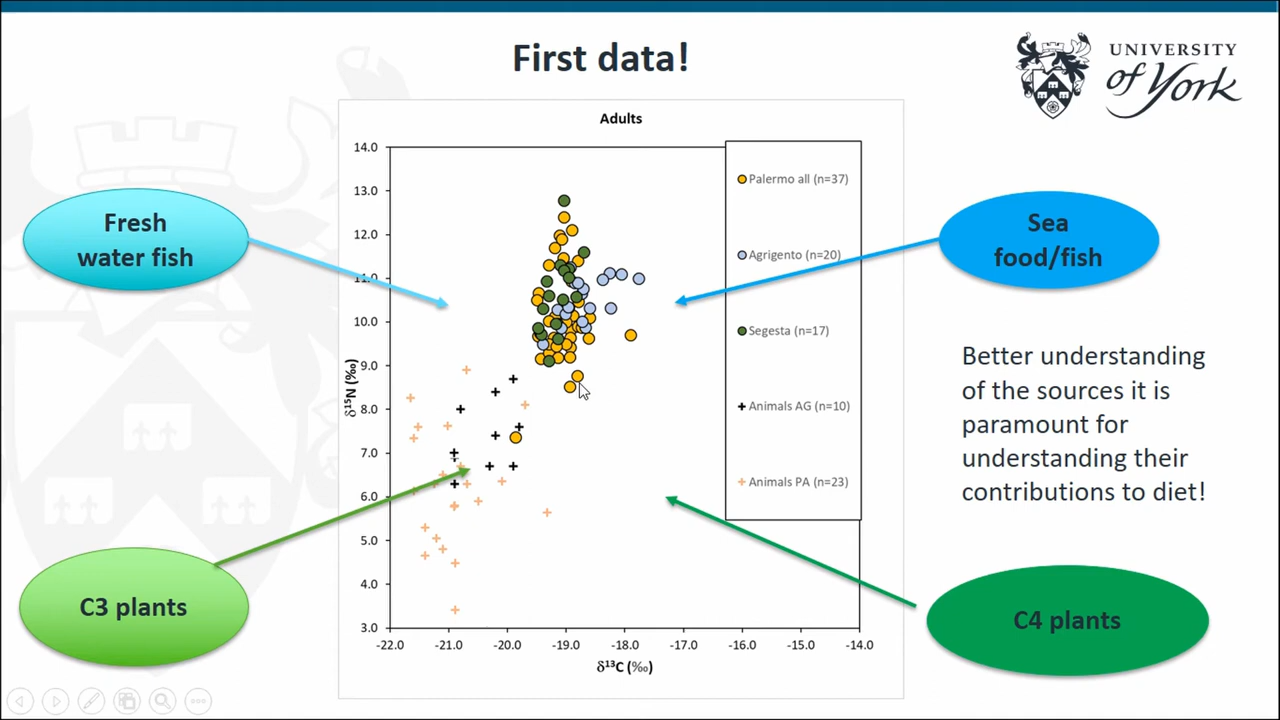 First data!
UNIVERSITY
of York
Adults
14.0
13.0
12.0
11.0
10.0
9.0
8.0
7.0
6.0
5.0
4.0
3.0
δ¹⁵N (‰)
-22.0
-21.0
-20.0
-19.0
-18.0
-17.0
-16.0
-15.0
-14.0
δ¹³C (‰)
Palermo all (n=37)
Agrigento (n=20)
Segesta (n=17)
Animals AG (n=10)
Animals PA (n=23)
Fresh
water fish
Sea
food/fish
C3 plants
C4 plants
Better understanding
of the sources it is
paramount for
understanding their
contributions to diet!